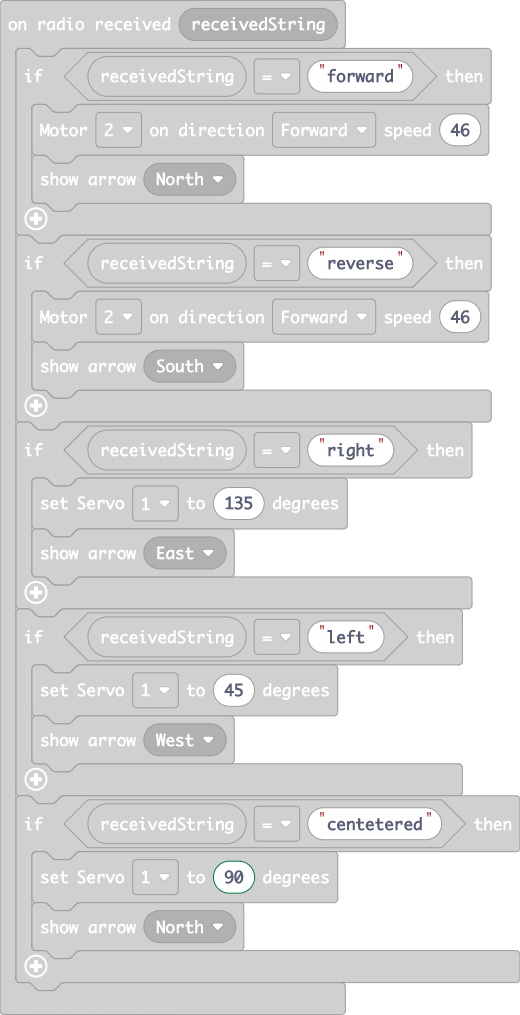 on radio received receivedString
if receivedString = "forward" then
Motor 2 on direction Forward speed 46
show arrow North
if receivedString = "reverse" then
Motor 2 on direction Forward speed 46
show arrow South
if receivedString = "right" then
set Servo 1 to 135 degrees
show arrow East
if receivedString = "left" then
set Servo 1 to 45 degrees
show arrow West
if receivedString = "centetered" then
set Servo 1 to 90 degrees
show arrow North